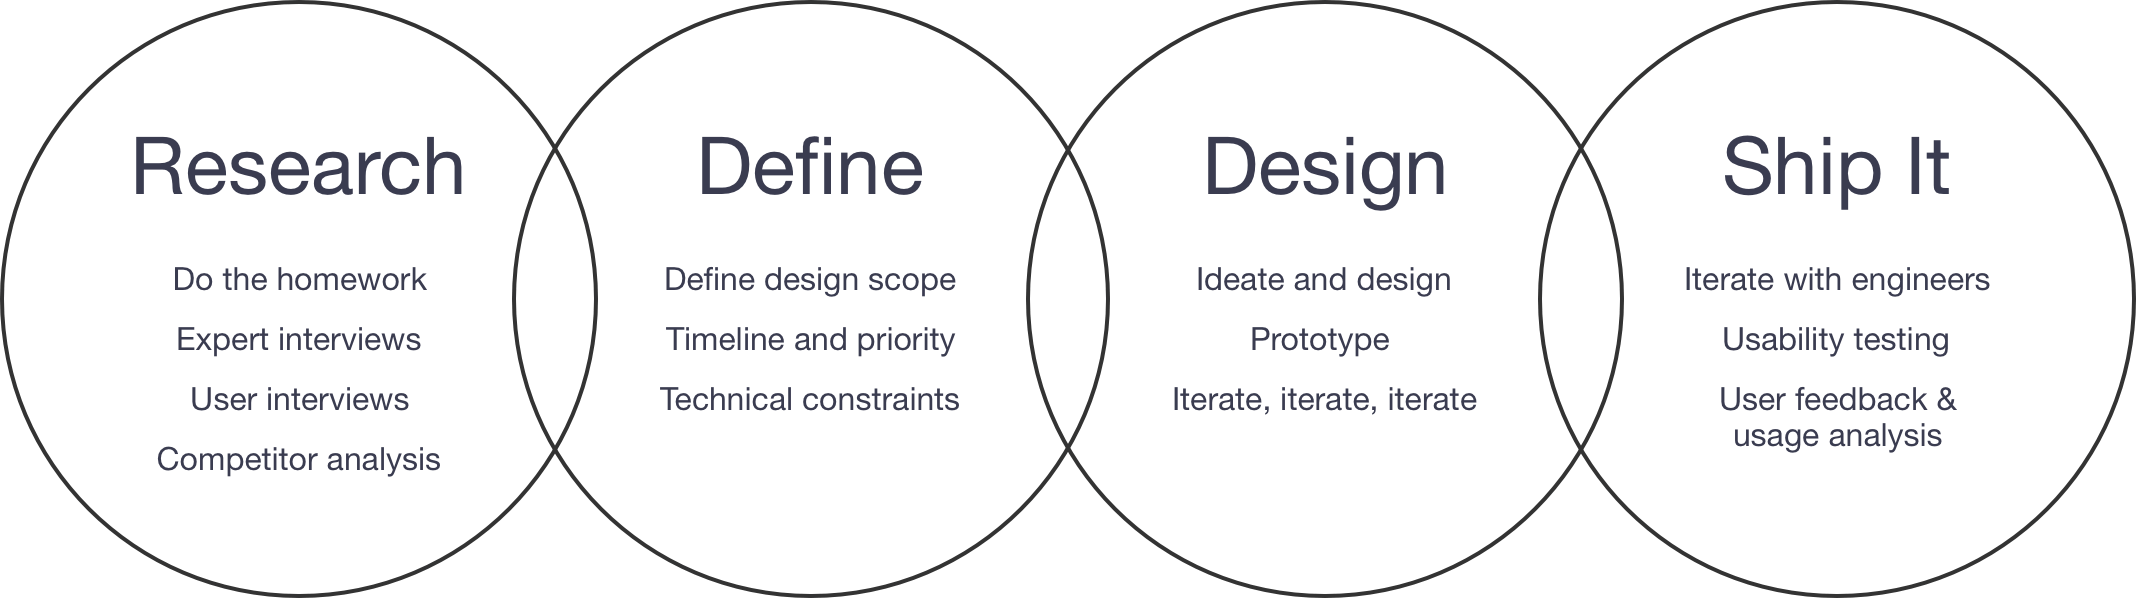 Research
Do the homework
Expert interviews
User interviews
Competitor analysis
Define
Define design scope
Timeline and priority
Technical constraints
Design
Ideate and design
Prototype
Iterate, iterate, iterate
Ship It
Iterate with engineers
Usability testing
User feedback &
usage analysis